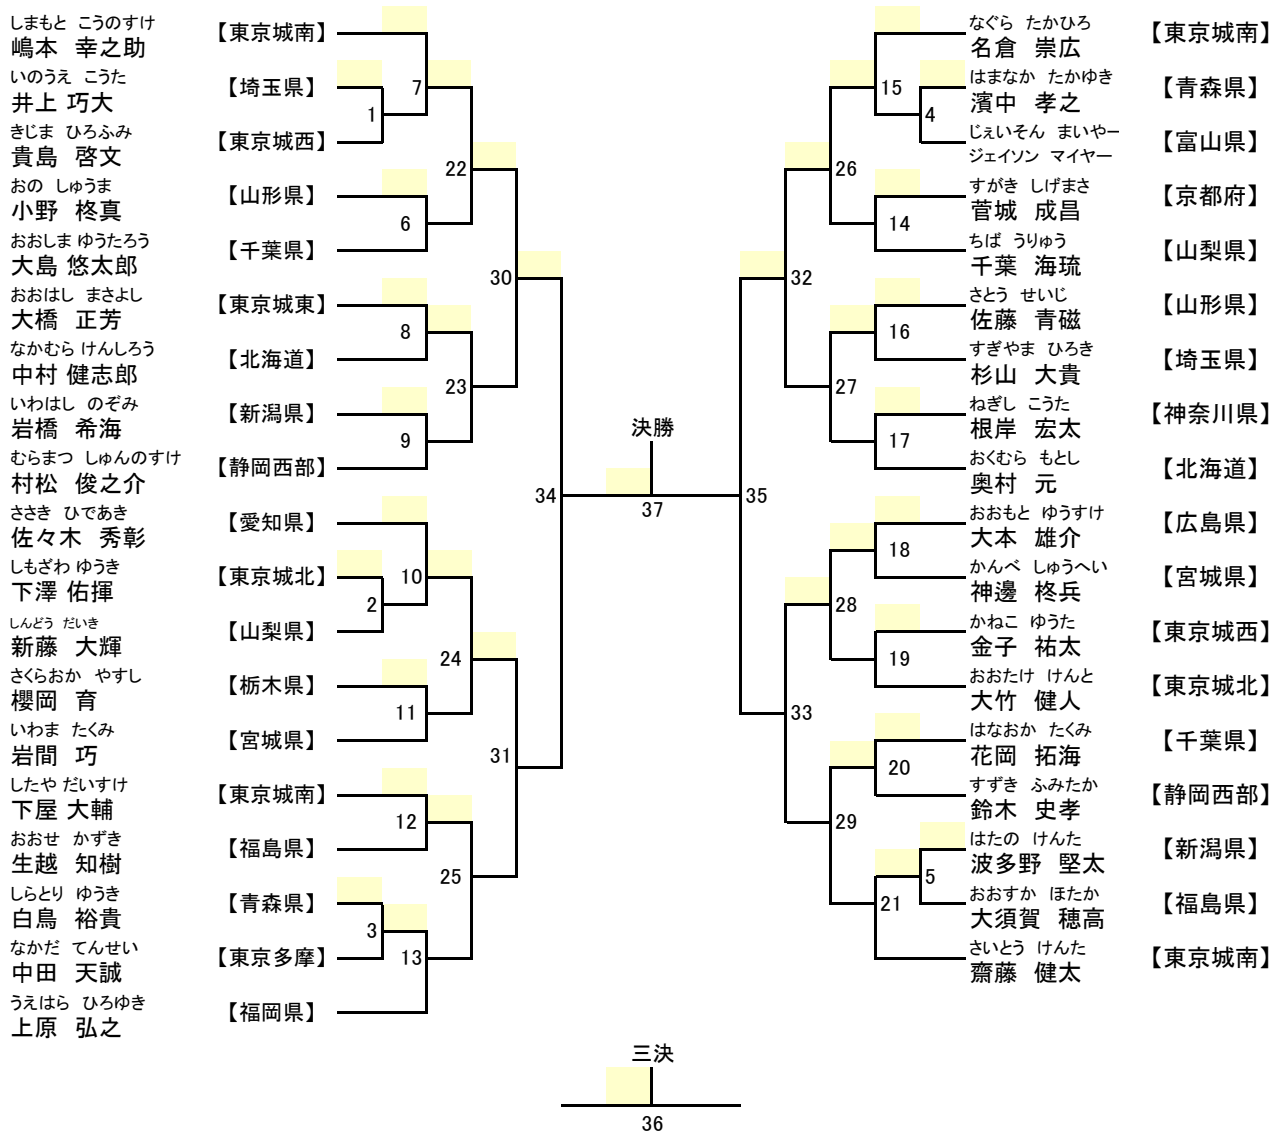 しまもと こうのすけ
嶋本 幸之助 【東京城南】
いのうえ こうた
井上 巧大 【埼玉県】
きじま ひろふみ
貴島 啓文 【東京城西】
おの しゅうま
小野 柊真 【山形県】
おおしま ゆうたろう
大島 悠太郎 【千葉県】
おおはし まさよし
大橋 正芳 【東京城東】
なかむら けんしろう
中村 健志郎 【北海道】
いわはし のぞみ
岩橋 希海 【新潟県】
むらまつ しゅんのすけ
村松 俊之介 【静岡西部】
ささき ひであき
佐々木 秀彰 【愛知県】
しもざわ ゆうき
下澤 佑揮 【東京城北】
しんどう だいき
新藤 大輝 【山梨県】
さくらおか やすし
櫻岡 育 【栃木県】
いわま たくみ
岩間 巧 【宮城県】
したや だいすけ
下屋 大輔 【東京城南】
おおせ かずき
生越 知樹 【福島県】
しらとり ゆうき
白鳥 裕貴 【青森県】
なかだ てんせい
中田 天誠 【東京多摩】
うえはら ひろゆき
上原 弘之 【福岡県】
7
1
22
6
30
8
23
9
34
10
2
24
11
31
12
25
3
13
決勝
37
三決
36
15
4
26
14
32
16
27
17
35
18
28
19
33
20
29
5
21
なぐら たかひろ
名倉 崇広 【東京城南】
はまなか たかゆき
濱中 孝之 【青森県】
じぇいそん まいやー
ジェイソン マイヤー 【富山県】
すがき しげまさ
菅城 成昌 【京都府】
ちば うりゅう
千葉 海琉 【山梨県】
さとう せいじ
佐藤 青磁 【山形県】
すぎやま ひろき
杉山 大貴 【埼玉県】
ねぎし こうた
根岸 宏太 【神奈川県】
おくむら もとし
奥村 元 【北海道】
おおもと ゆうすけ
大本 雄介 【広島県】
かんべ しゅうへい
神邊 柊兵 【宮城県】
かねこ ゆうた
金子 祐太 【東京城西】
おおたけ けんと
大竹 健人 【東京城北】
はなおか たくみ
花岡 拓海 【千葉県】
すずき ふみたか
鈴木 史孝 【静岡西部】
はたの けんた
波多野 堅太 【新潟県】
おおすか ほたか
大須賀 穂高 【福島県】
さいとう けんた
齋藤 健太 【東京城南】